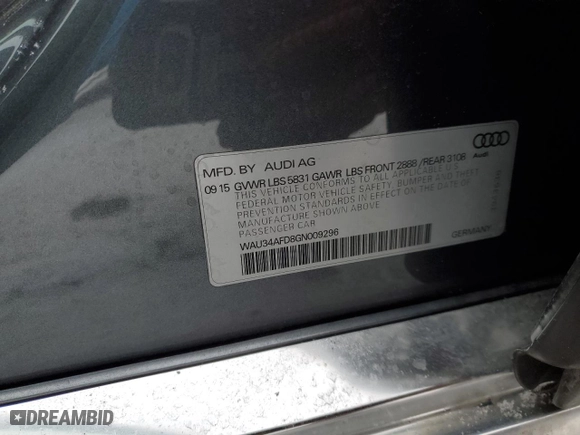 MFD. BY AUDI AG
09 15 GVWR LBS 5831 GAWR LBS FRONT 2888 / REAR 3108
THIS VEHICLE CONFORMS TO ALL APPLICABLE U.S.
FEDERAL MOTOR VEHICLE SAFETY, BUMPER AND THEFT
PREVENTION STANDARDS IN EFFECT ON THE DATE OF
MANUFACTURE SHOWN ABOVE.
PASSENGER CAR
WAU34AFD8GN009296
Audi
GERMANY
DREAMBID